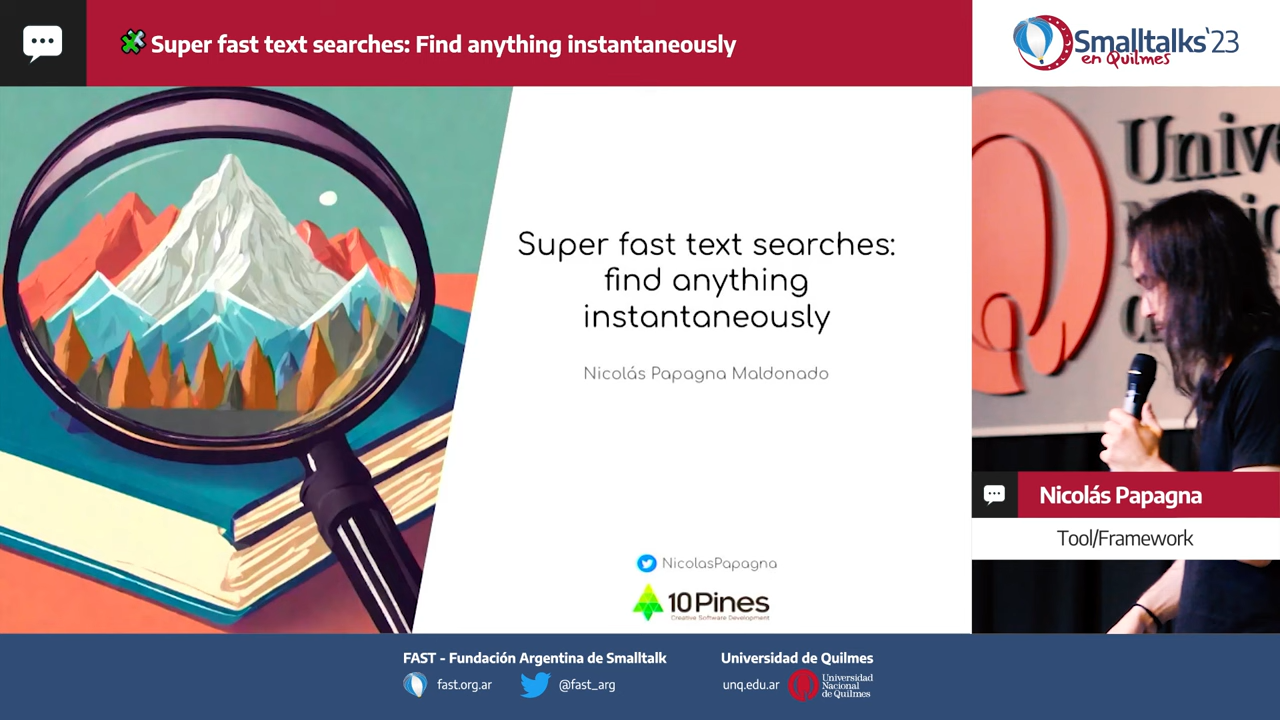 Super fast text searches: Find anything instantaneously
Smalltalks'23
en Quilmes
Super fast text searches:
find anything
instantaneously
Nicolás Papagna Maldonado
NicolasPapagna
10Pines
Creative Software Development
Nicolás Papagna
Tool/Framework
FAST - Fundación Argentina de Smalltalk
fast.org.ar
@fast_arg
Universidad de Quilmes
unq.edu.ar
Universidad
Nacional
de Quilmes